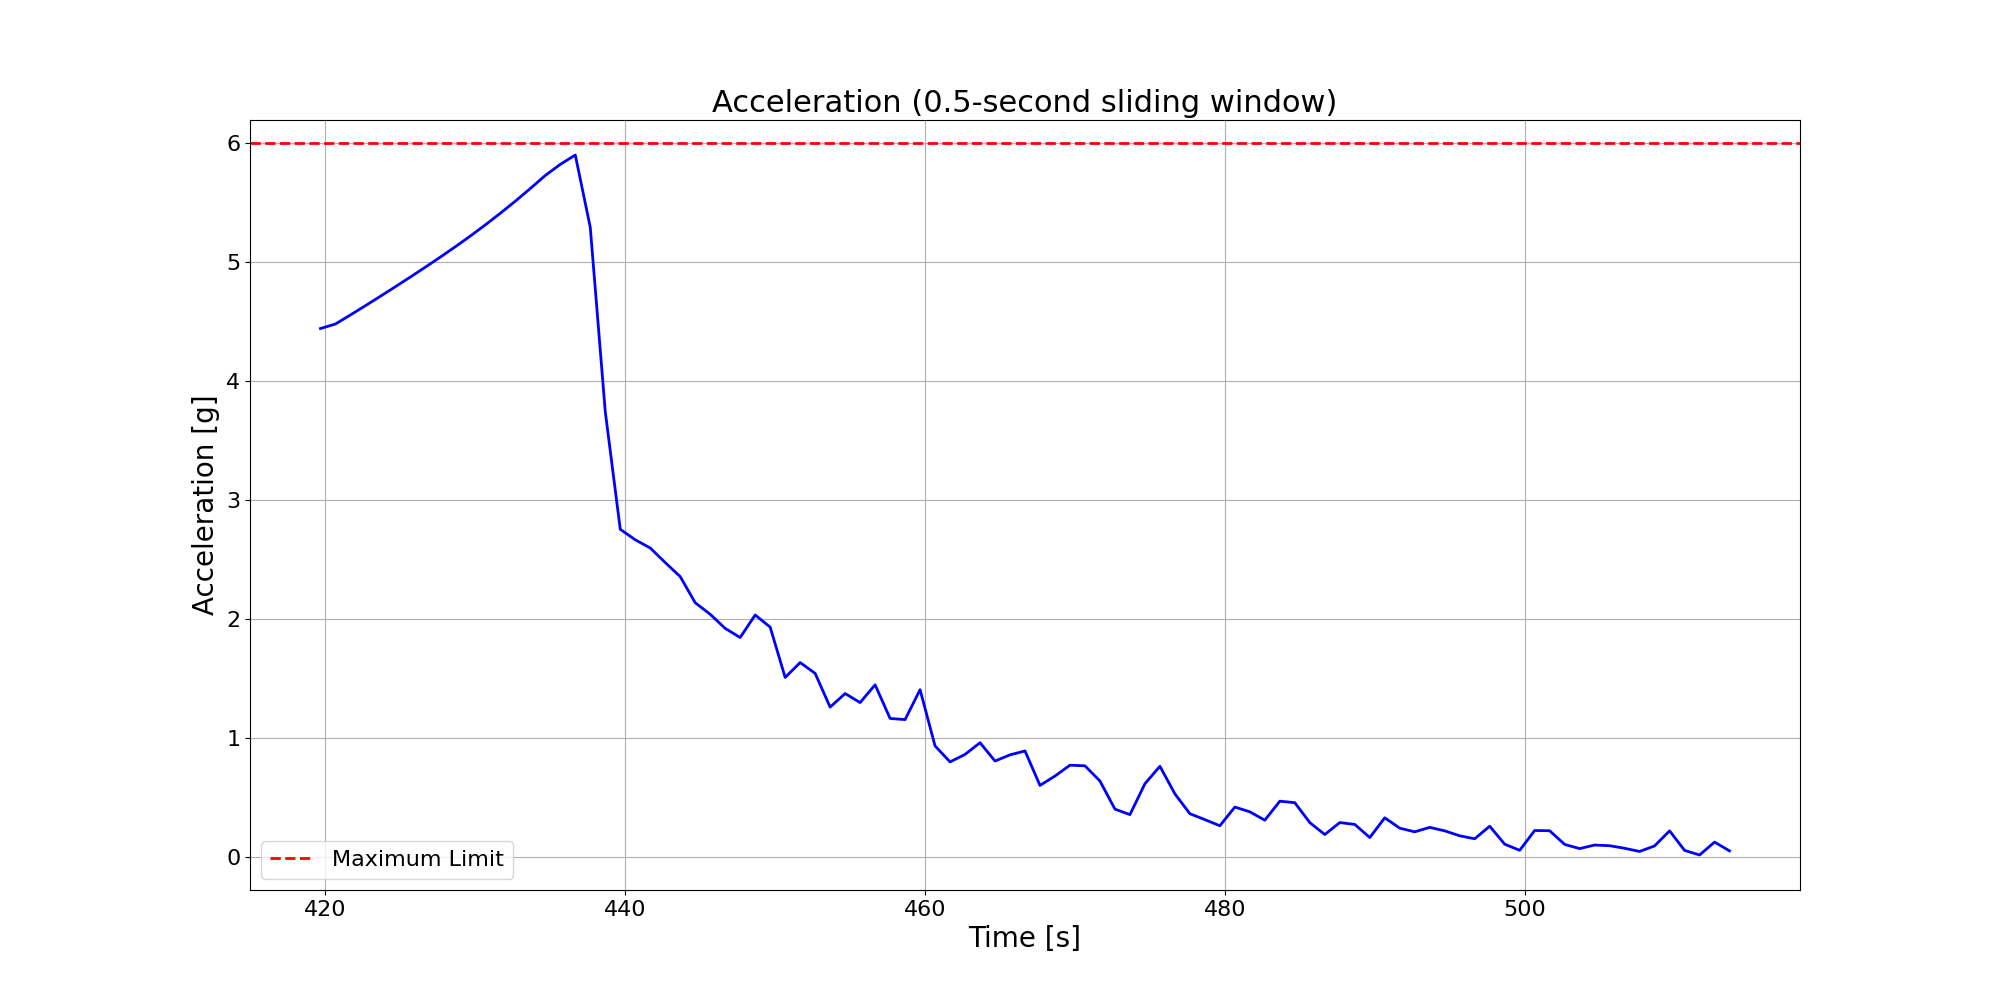 Acceleration (0.5-second sliding window)
Acceleration [g]
6
5
4
3
2
1
0
Maximum Limit
420 440 460 480 500
Time [s]